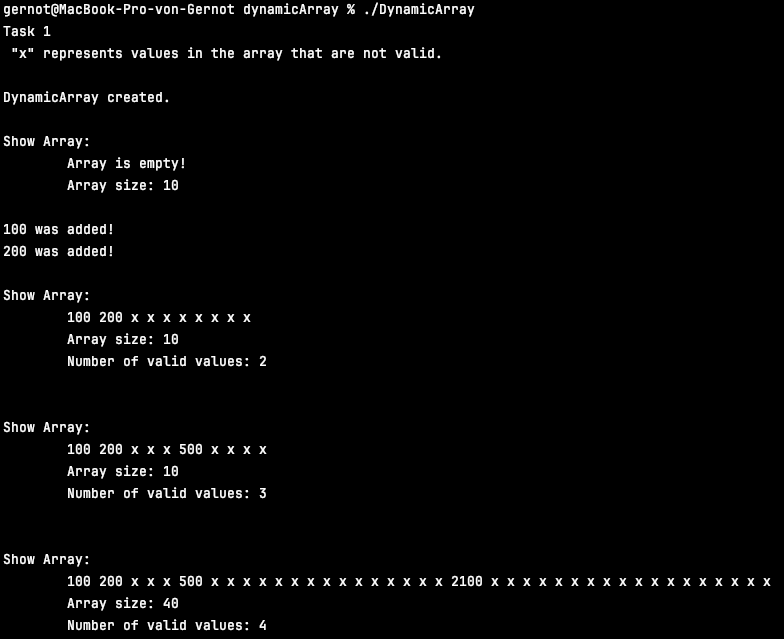 gernot@MacBook-Pro-von-Gernot dynamicArray % ./DynamicArray
Task 1
"x" represents values in the array that are not valid.
DynamicArray created.
Show Array:
Array is empty!
Array size: 10
100 was added!
200 was added!
Show Array:
100 200 x x x x x x x x
Array size: 10
Number of valid values: 2
Show Array:
100 200 x x x 500 x x x x
Array size: 10
Number of valid values: 3
Show Array:
100 200 x x x 500 x x x x x x x x x x x x x x x 2100 x x x x x x x x x x x x x x x x x x
Array size: 40
Number of valid values: 4